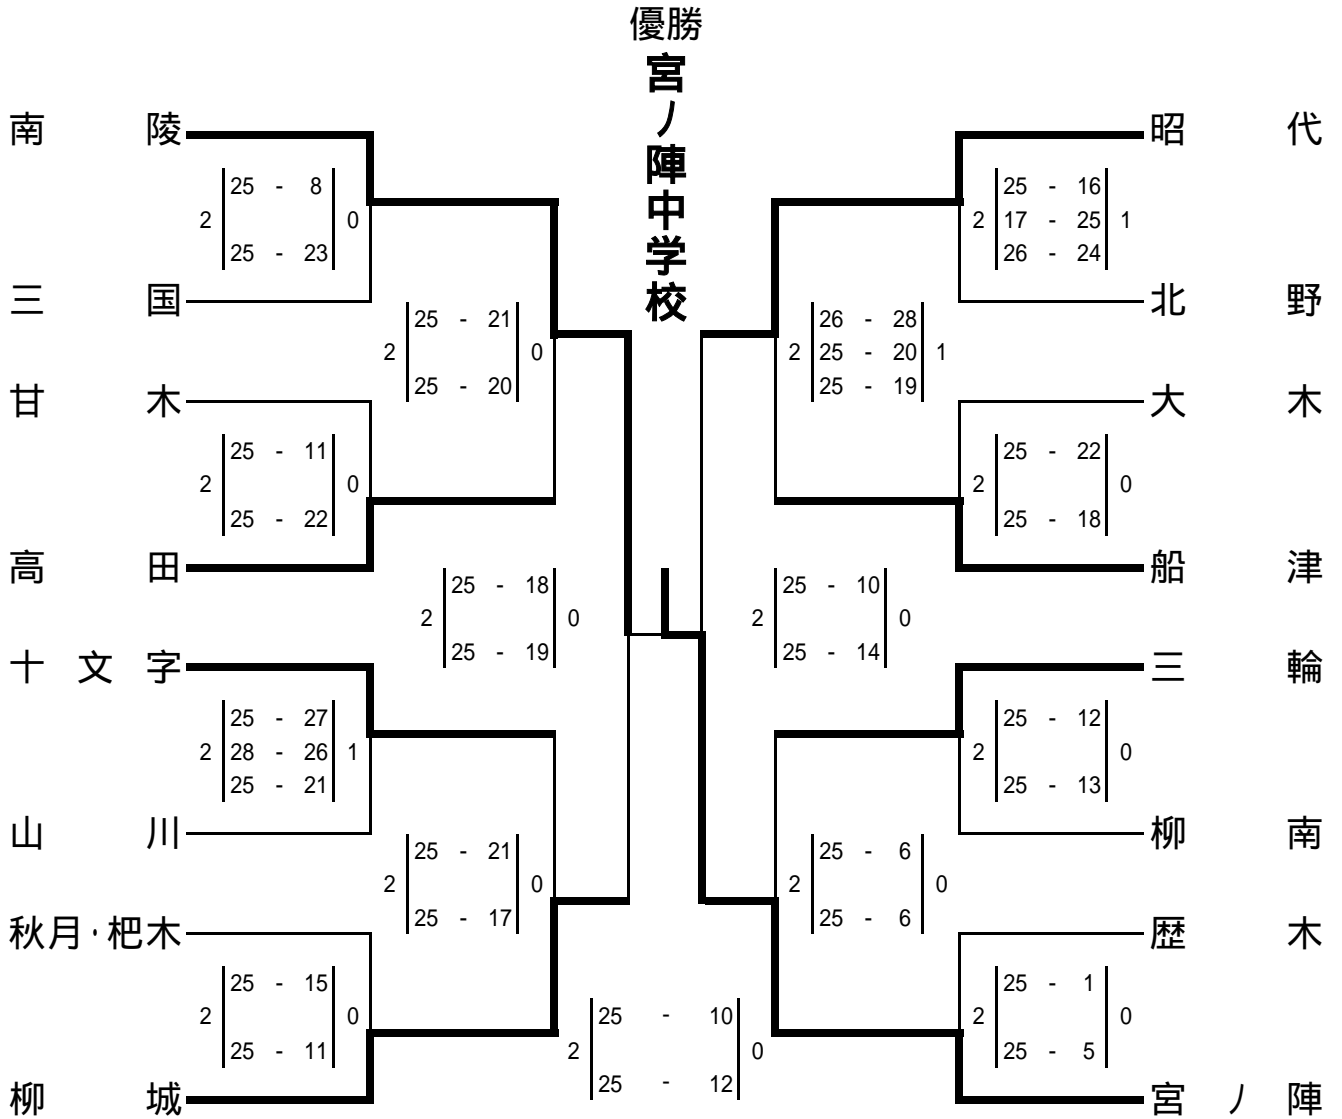 優勝
宮ノ陣中学校
南陵
25 - 8
2 0
25 - 23
三国
25 - 21
2 0
25 - 20
甘木
25 - 11
2 0
25 - 22
高田
25 - 18
2 0
25 - 19
十文字
25 - 27
2 28 - 26 1
25 - 21
山川
25 - 21
2 0
25 - 17
秋月・杷木
25 - 15
2 0
25 - 11
柳城
25 - 10
2 0
25 - 12
昭代
25 - 16
2 17 - 25 1
26 - 24
北野
26 - 28
2 25 - 20 1
25 - 19
大木
25 - 22
2 0
25 - 18
船津
25 - 10
2 0
25 - 14
三輪
25 - 12
2 0
25 - 13
柳南
25 - 6
2 0
25 - 6
歴木
25 - 1
2 0
25 - 5
宮ノ陣